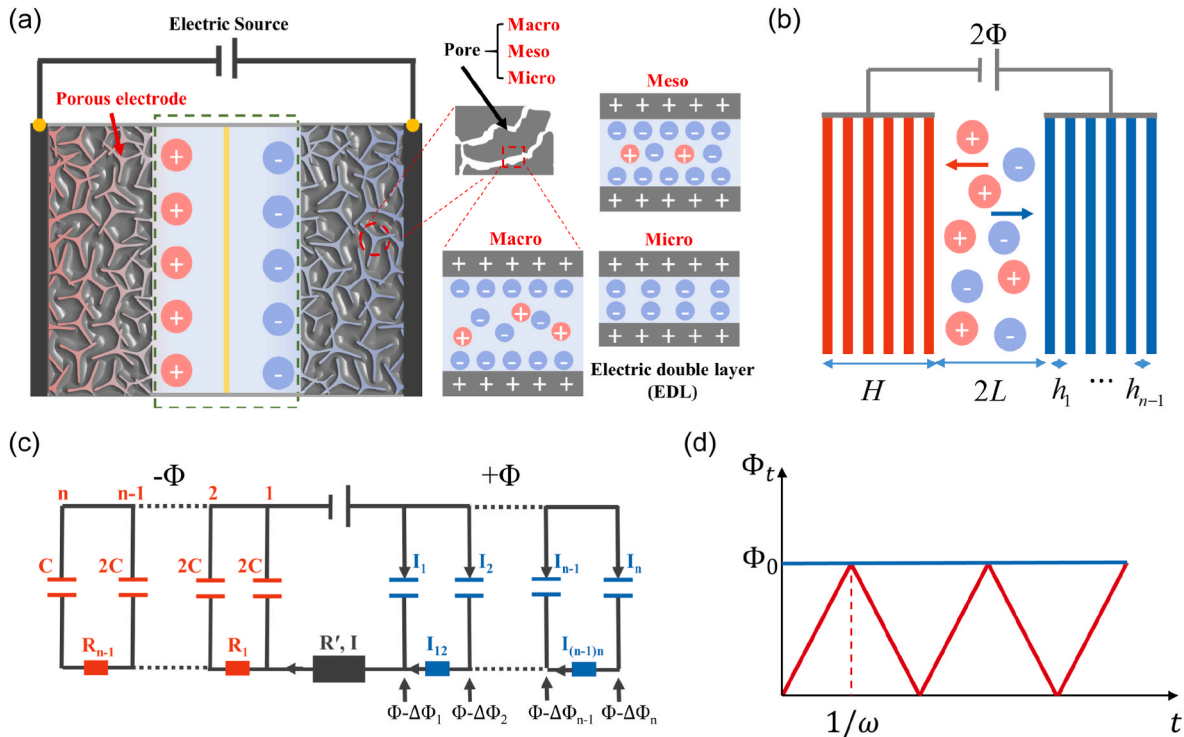 (a)
Electric Source
Porous electrode
Pore
Macro
Meso
Micro
+
+
+
+
+
-
-
-
-
-
Meso
+ + + + +
- - - - -
+ - + -
- - - - -
+ + + + +
Macro
+ + + + +
- - - - -
- + -
+ - +
- - - - -
+ + + + +
Micro
+ + + + +
- - - -
- - - -
+ + + + +
Electric double layer
(EDL)
(b)
2Φ
+ -
+
+ -
- +
+ -
H
2L
h₁
...
hₙ₋₁
(c)
-Φ
+Φ
n
n-1
2
1
C
2C
2C
2C
I₁
I₂
Iₙ₋₁
Iₙ
Rₙ₋₁
R₁
R′, I
I₁₂
I₍ₙ₋₁₎ₙ
Φ-ΔΦ₁
Φ-ΔΦ₂
Φ-ΔΦₙ₋₁
Φ-ΔΦₙ
(d)
Φₜ
Φ₀
1/ω
t